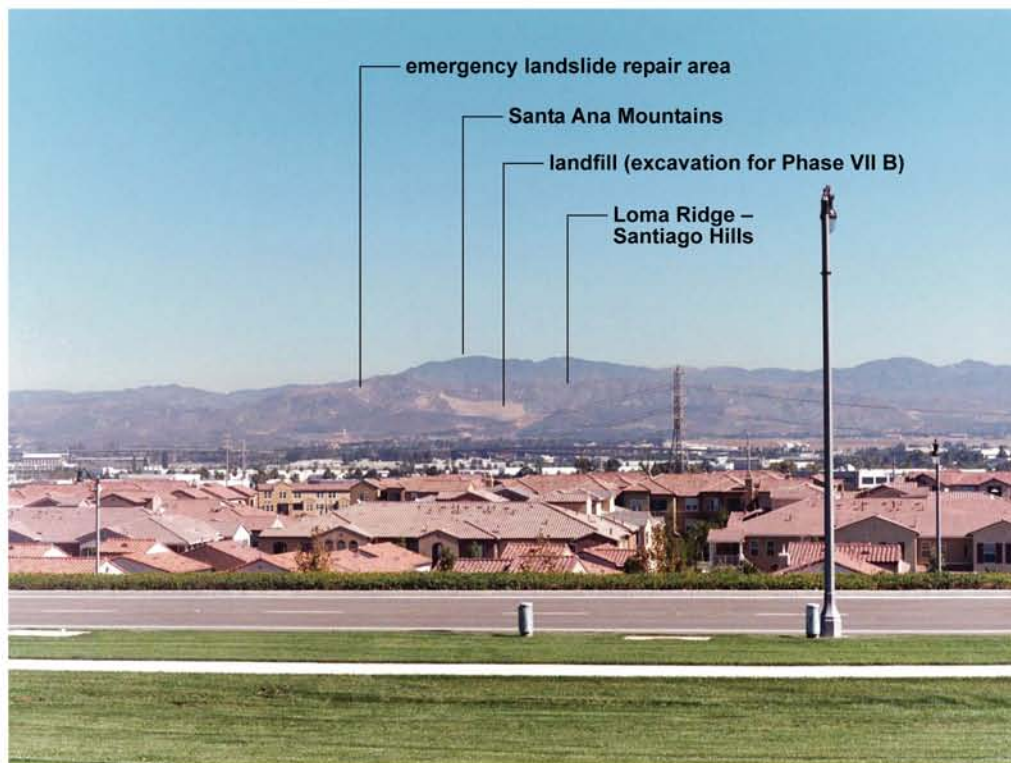 emergency landslide repair area
Santa Ana Mountains
landfill (excavation for Phase VII B)
Loma Ridge –
Santiago Hills